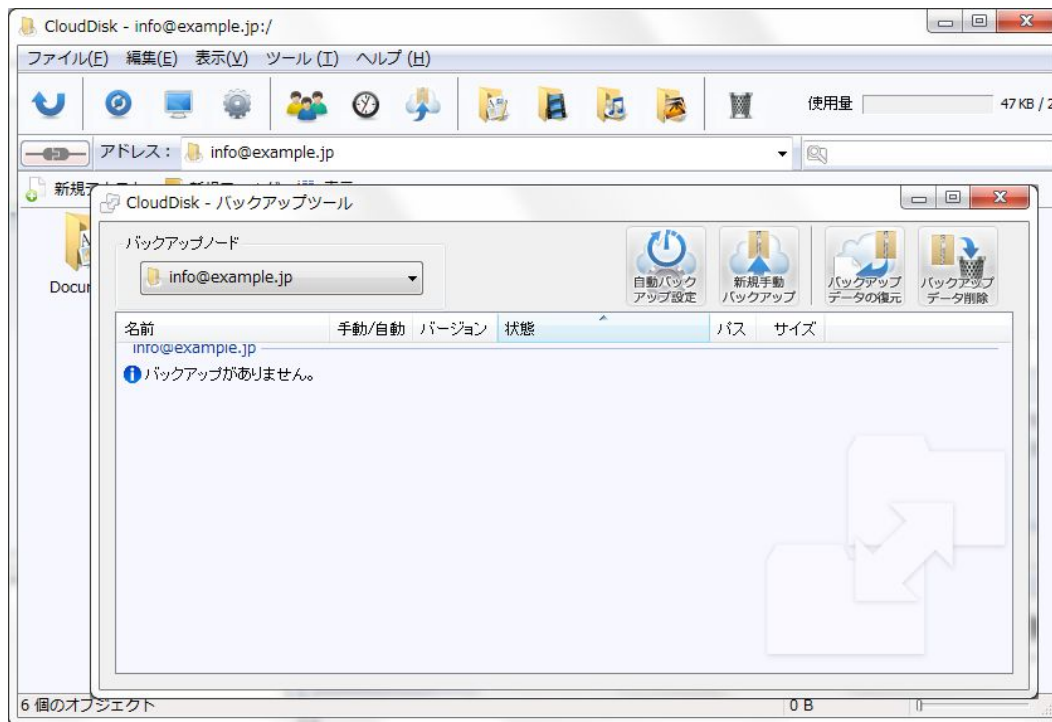 CloudDisk - info@example.jp:/
ファイル(F) 編集(E) 表示(V) ツール (T) ヘルプ (H)
使用量 47 KB / 2
アドレス： info@example.jp
新規
CloudDisk - バックアップツール
バックアップノード
info@example.jp
自動バックアップ設定
新規手動バックアップ
バックアップデータの復元
バックアップデータ削除
Docu
名前 手動/自動 バージョン 状態 パス サイズ
info@example.jp
バックアップがありません。
6 個のオブジェクト 0 B